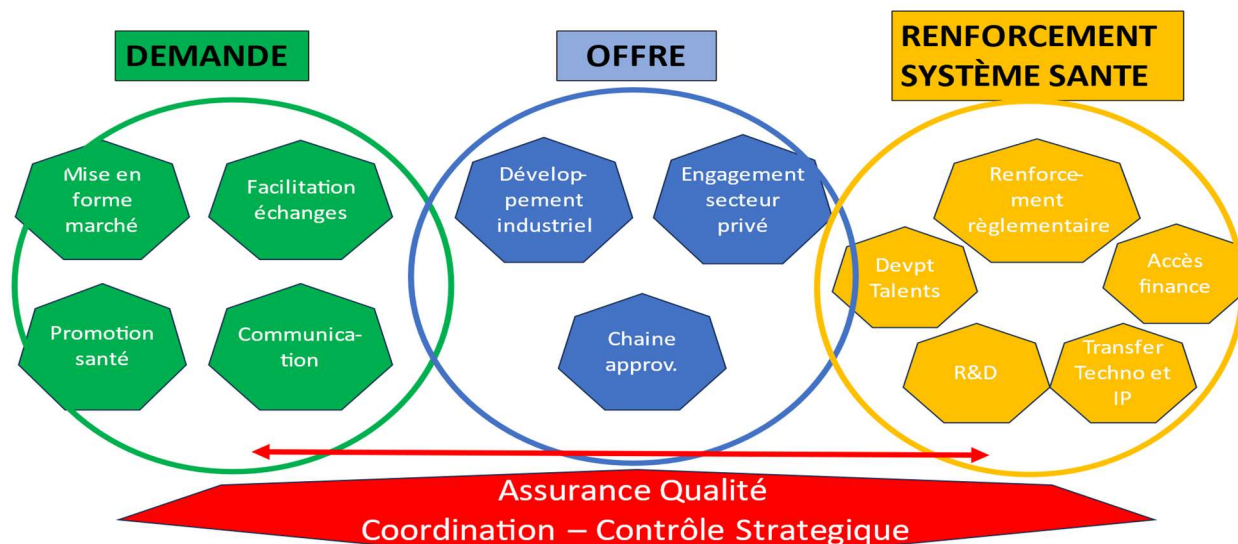 DEMANDE
OFFRE
RENFORCEMENT
SYSTÈME SANTE
Mise en
forme
marché
Facilitation
échanges
Promotion
santé
Communica-
tion
Dévelop-
pement
industriel
Engagement
secteur
privé
Chaine
approv.
Renforce-
ment
règlementaire
Devpt
Talents
Accès
finance
R&D
Transfer
Techno et
IP
Assurance Qualité
Coordination – Contrôle Strategique